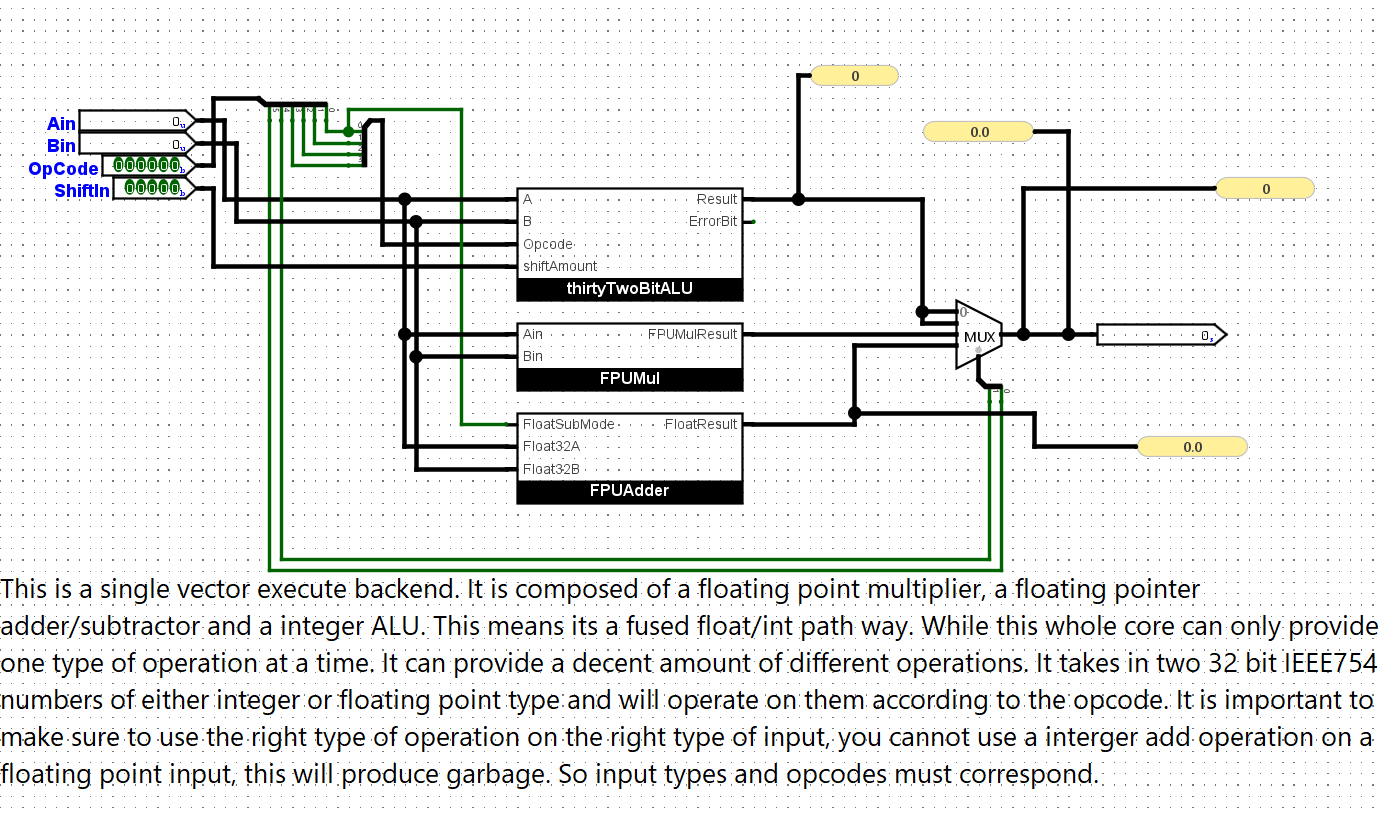 0
0.0
Ain 0u
Bin 0u
OpCode 000000b
ShiftIn 00000b
0
A Result
B ErrorBit
Opcode
shiftAmount
thirtyTwoBitALU
0
Ain FPUMulResult
Bin
FPUMul
MUX
0s
FloatSubMode FloatResult
Float32A
Float32B
FPUAdder
0.0
This is a single vector execute backend. It is composed of a floating point multiplier, a floating pointer
adder/subtractor and a integer ALU. This means its a fused float/int path way. While this whole core can only provide
one type of operation at a time. It can provide a decent amount of different operations. It takes in two 32 bit IEEE754
numbers of either integer or floating point type and will operate on them according to the opcode. It is important to
make sure to use the right type of operation on the right type of input, you cannot use a interger add operation on a
floating point input, this will produce garbage. So input types and opcodes must correspond.